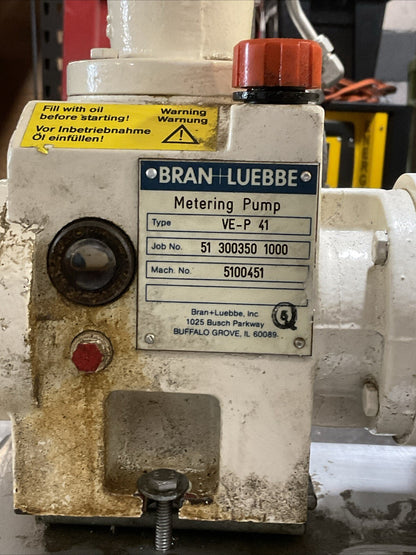 Fill with oil Warning
before starting! Warnung
Vor Inbetriebnahme
Öl einfüllen!
BRAN+LUEBBE
Metering Pump
Type VE-P 41
Job No. 51 300350 1000
Mach. No. 5100451
Bran+Luebbe, Inc
1025 Busch Parkway
BUFFALO GROVE, IL 60089
5